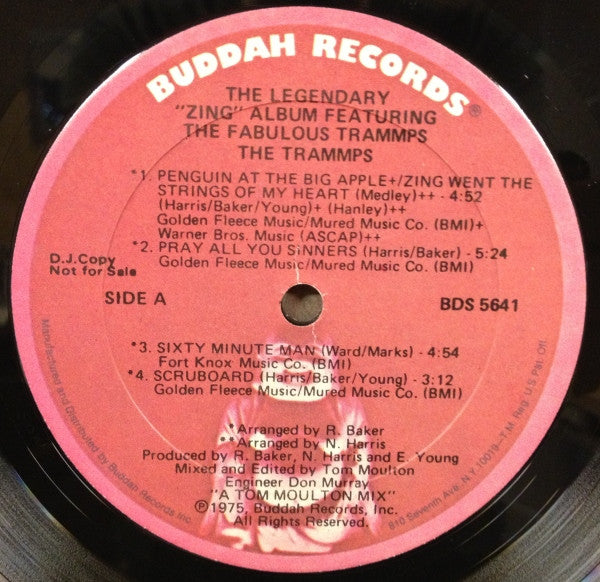 BUDDAH RECORDS®
THE LEGENDARY
"ZING" ALBUM FEATURING
THE FABULOUS TRAMMPS
THE TRAMMPS
*1. PENGUIN AT THE BIG APPLE+/ZING WENT THE
STRINGS OF MY HEART (Medley)++ - 4:52
(Harris/Baker/Young)+ (Hanley)++
Golden Fleece Music/Mured Music Co. (BMI)+
Warner Bros. Music (ASCAP)++
*2. PRAY ALL YOU SINNERS (Harris/Baker) - 5:24
Golden Fleece Music/Mured Music Co. (BMI)
D.J.Copy
Not for Sale
SIDE A
BDS 5641
*3. SIXTY MINUTE MAN (Ward/Marks) - 4:54
Fort Knox Music Co. (BMI)
*4. SCRUBOARD (Harris/Baker/Young) - 3:12
Golden Fleece Music/Mured Music Co. (BMI)
*Arranged by R. Baker
**Arranged by N. Harris
Produced by R. Baker, N. Harris and E. Young
Mixed and Edited by Tom Moulton
Engineer Don Murray
"A TOM MOULTON MIX"
Ⓟ1975, Buddah Records, Inc.
All Rights Reserved.
Manufactured and Distributed by Buddah Records Inc.
810 Seventh Ave., N.Y. 10019—T.M. Reg. U.S. Pat. Off.